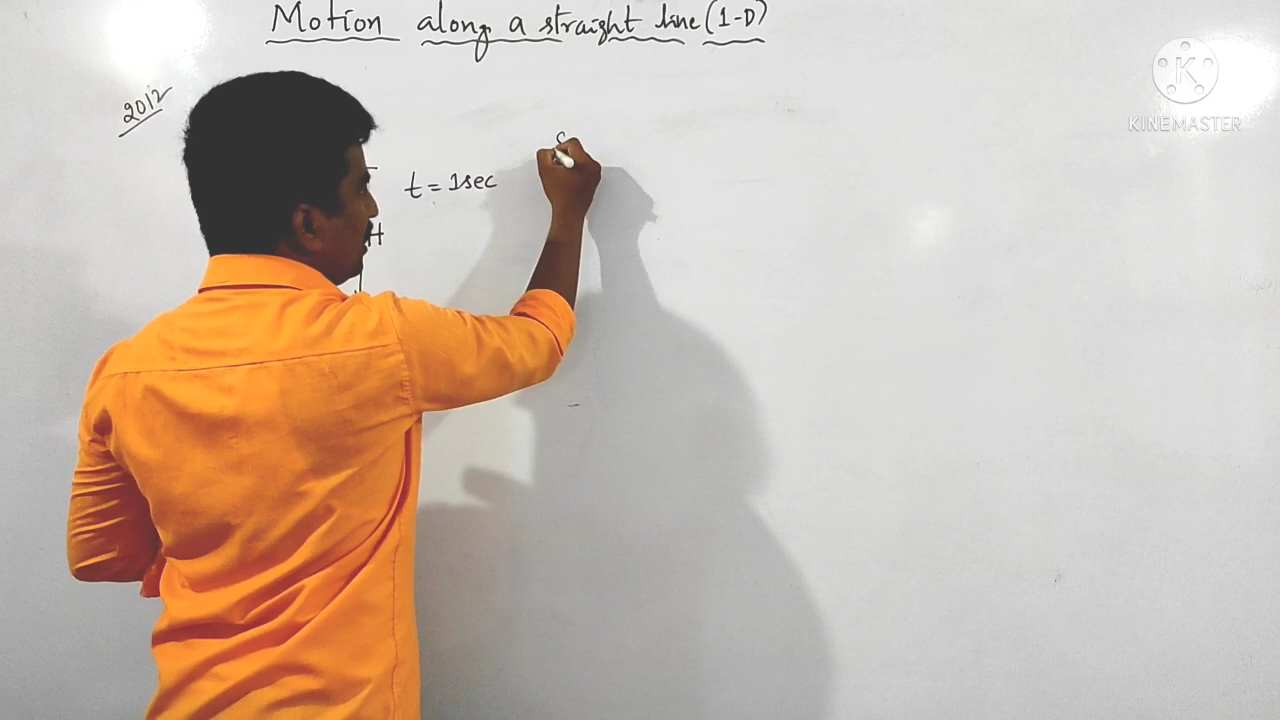 Motion along a straight line (1-D)
K
KINEMASTER
2012
t = 1sec
H